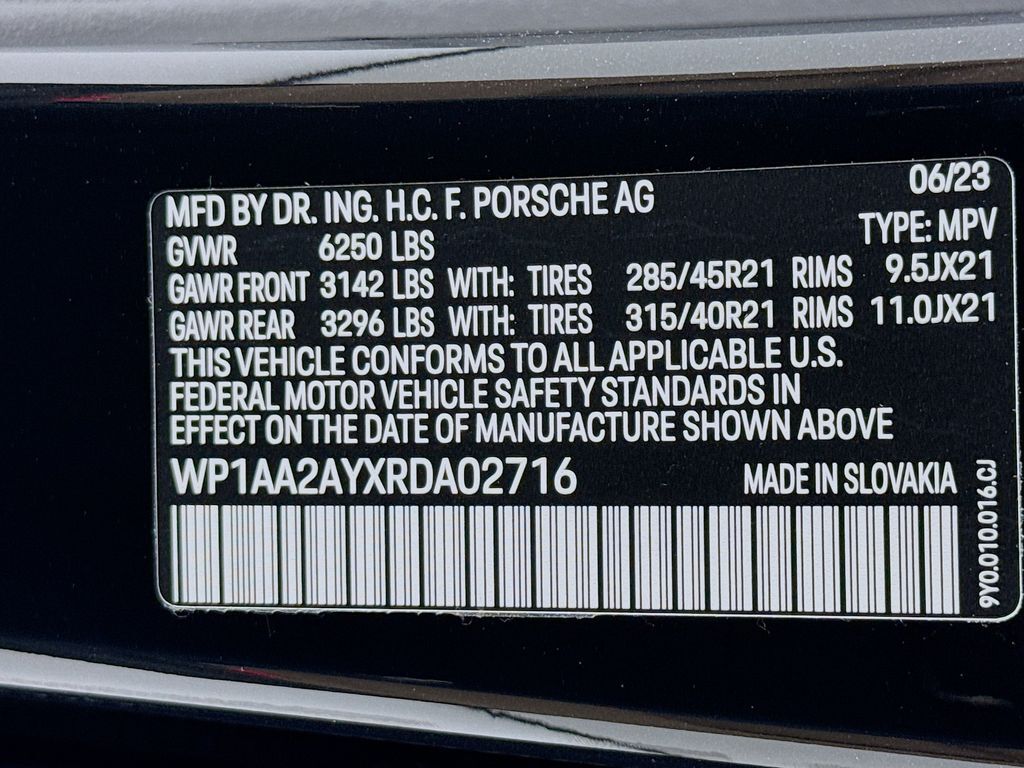 06/23
MFD BY DR. ING. H.C. F. PORSCHE AG
TYPE: MPV
GVWR 6250 LBS
GAWR FRONT 3142 LBS WITH: TIRES 285/45R21 RIMS 9.5JX21
GAWR REAR 3296 LBS WITH: TIRES 315/40R21 RIMS 11.0JX21
THIS VEHICLE CONFORMS TO ALL APPLICABLE U.S.
FEDERAL MOTOR VEHICLE SAFETY STANDARDS IN
EFFECT ON THE DATE OF MANUFACTURE SHOWN ABOVE
WP1AA2AYXRDA02716 MADE IN SLOVAKIA
9Y0.010.016.CJ